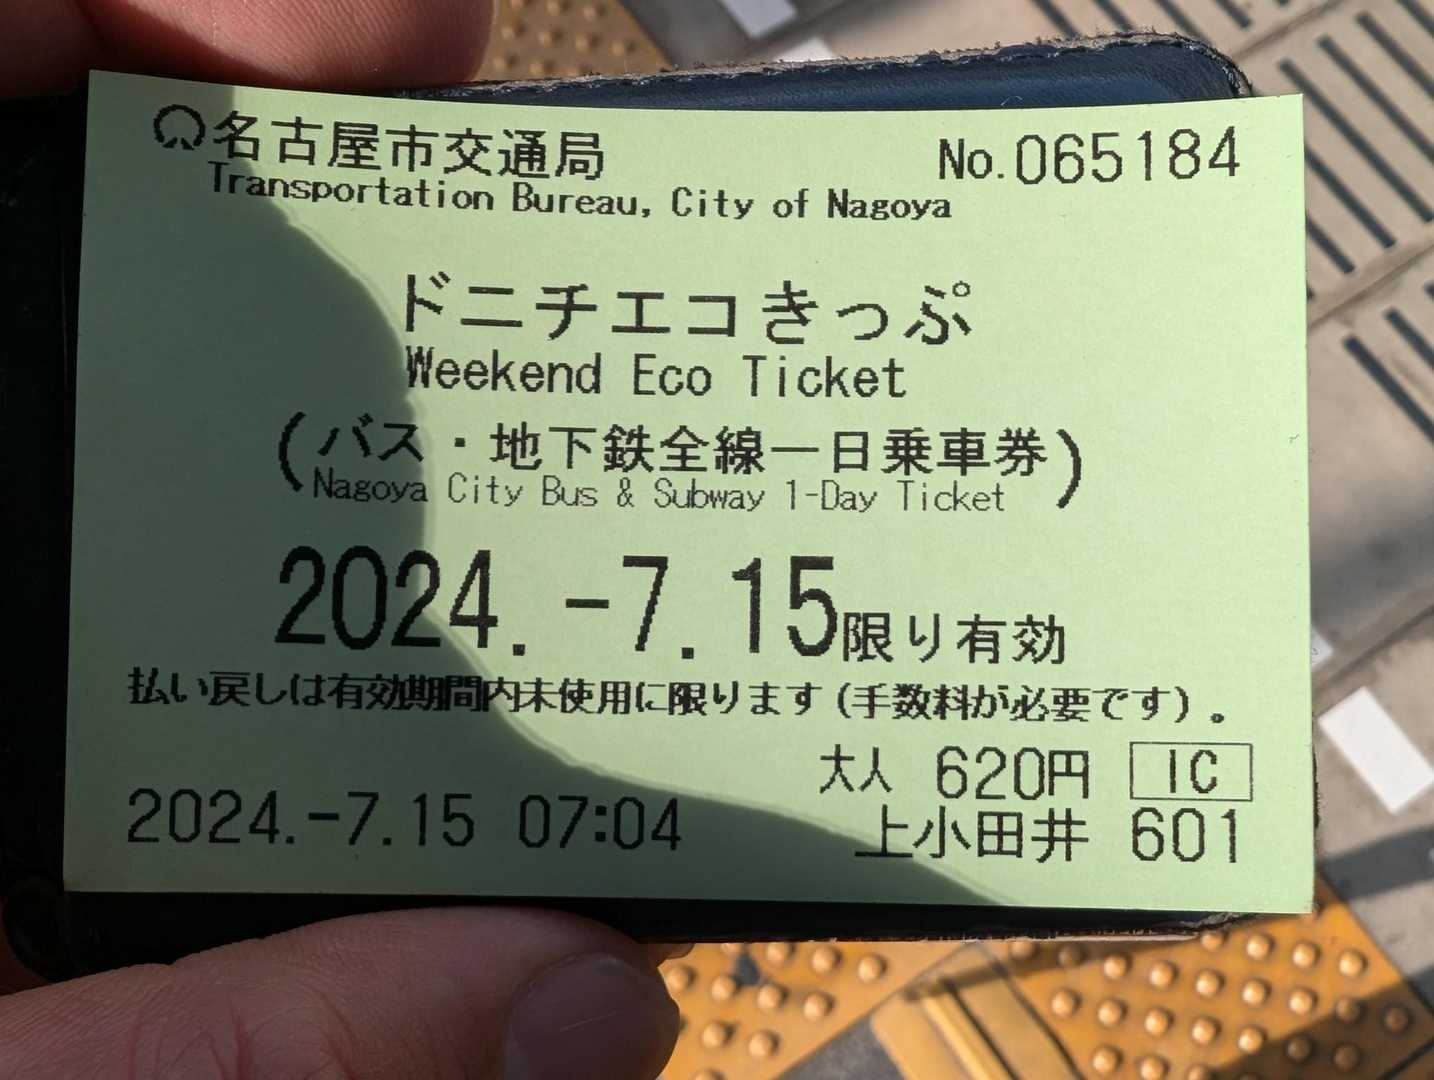 名古屋市交通局 No.065184
Transportation Bureau, City of Nagoya
ドニチエコきっぷ
Weekend Eco Ticket
(バス・地下鉄全線一日乗車券)
Nagoya City Bus & Subway 1-Day Ticket
2024.-7.15限り有効
払い戻しは有効期間内未使用に限ります(手数料が必要です)。
大人 620円 IC
2024.-7.15 07:04 上小田井 601